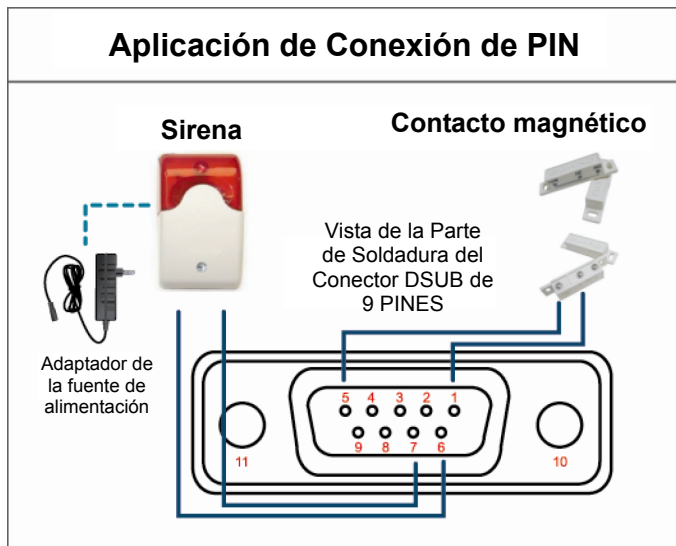 Aplicación de Conexión de PIN
Sirena
Contacto magnético
Vista de la Parte
de Soldadura del
Conector DSUB de
9 PINES
Adaptador de
la fuente de
alimentación
5 4 3 2 1
9 8 7 6
11
10